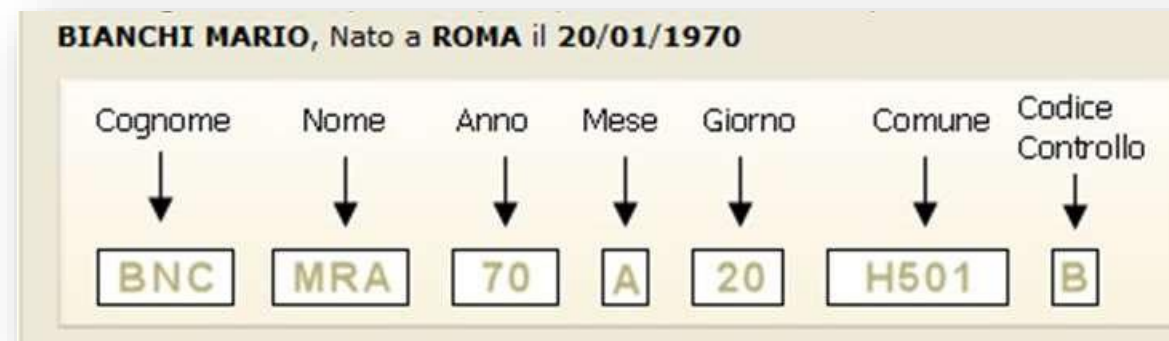 BIANCHI MARIO, Nato a ROMA il 20/01/1970
Cognome Nome Anno Mese Giorno Comune Codice Controllo
BNC MRA 70 A 20 H501 B